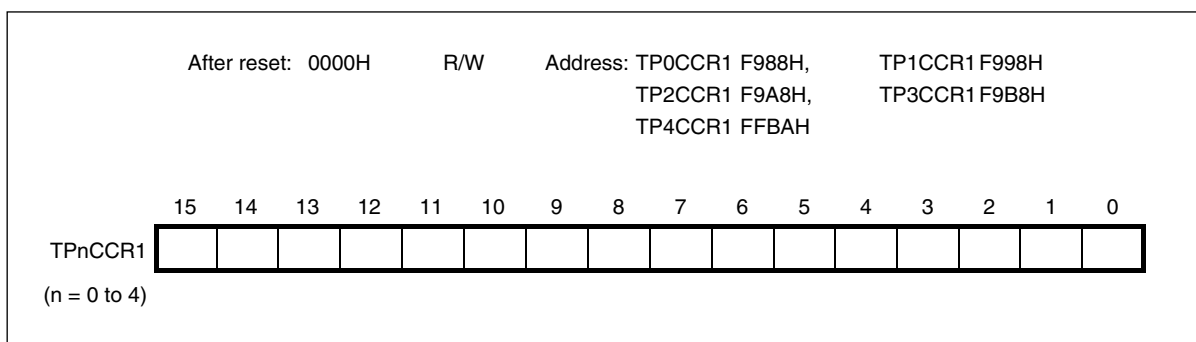 After reset: 0000H R/W Address: TP0CCR1 F988H, TP1CCR1 F998H
TP2CCR1 F9A8H, TP3CCR1 F9B8H
TP4CCR1 FFBAH
15 14 13 12 11 10 9 8 7 6 5 4 3 2 1 0
TPnCCR1
(n = 0 to 4)